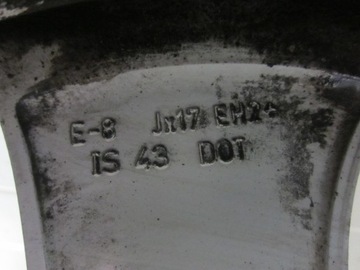 E-8 Jx17 EH2+
IS 43 DOT